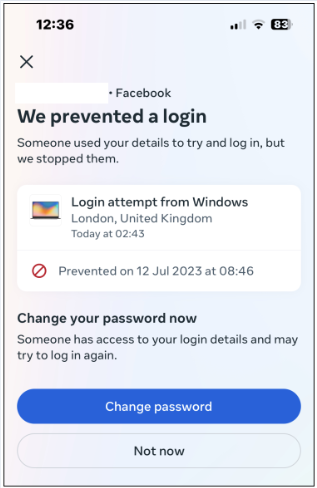 12:36
83
• Facebook
We prevented a login
Someone used your details to try and log in, but
we stopped them.
Login attempt from Windows
London, United Kingdom
Today at 02:43
Prevented on 12 Jul 2023 at 08:46
Change your password now
Someone has access to your login details and may
try to log in again.
Change password
Not now